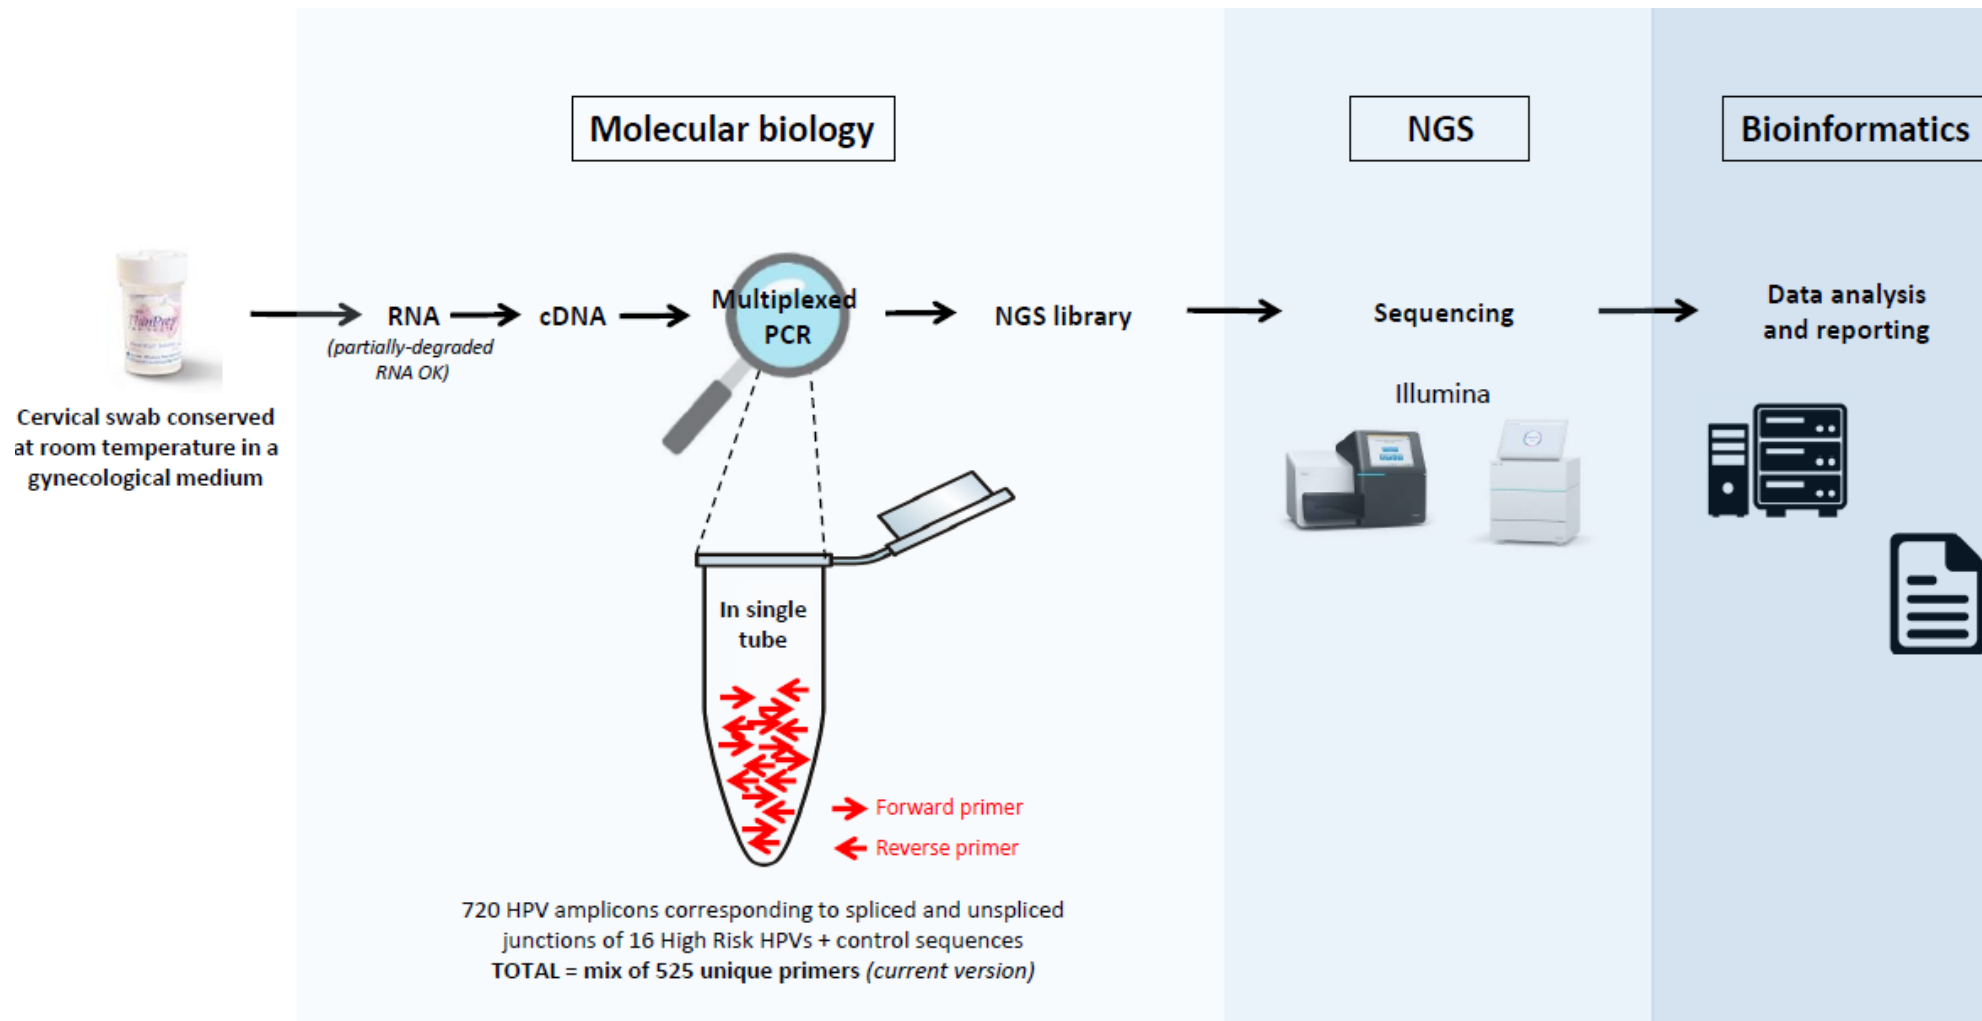 Molecular biology
NGS
Bioinformatics
ThinPrep
RNA
(partially-degraded
RNA OK)
cDNA
Multiplexed
PCR
NGS library
Sequencing
Data analysis
and reporting
Illumina
Cervical swab conserved
at room temperature in a
gynecological medium
In single
tube
Forward primer
Reverse primer
720 HPV amplicons corresponding to spliced and unspliced
junctions of 16 High Risk HPVs + control sequences
TOTAL = mix of 525 unique primers (current version)